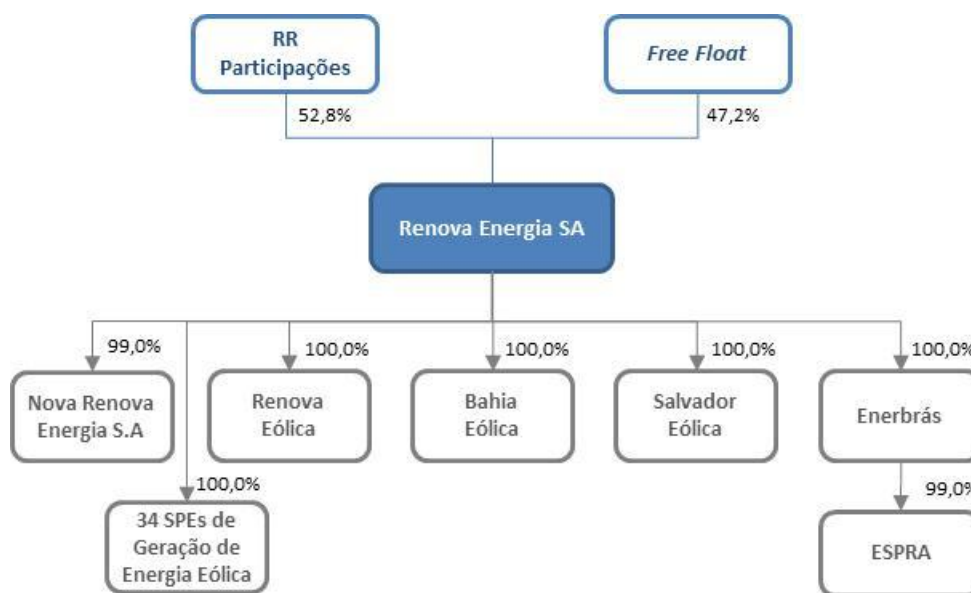 RR
Participações
Free Float
52,8%
47,2%
Renova Energia SA
99,0%
100,0%
100,0%
100,0%
100,0%
Nova Renova
Energia S.A
Renova
Eólica
Bahia
Eólica
Salvador
Eólica
Enerbrás
100,0%
99,0%
34 SPEs de
Geração de
Energia Eólica
ESPRA